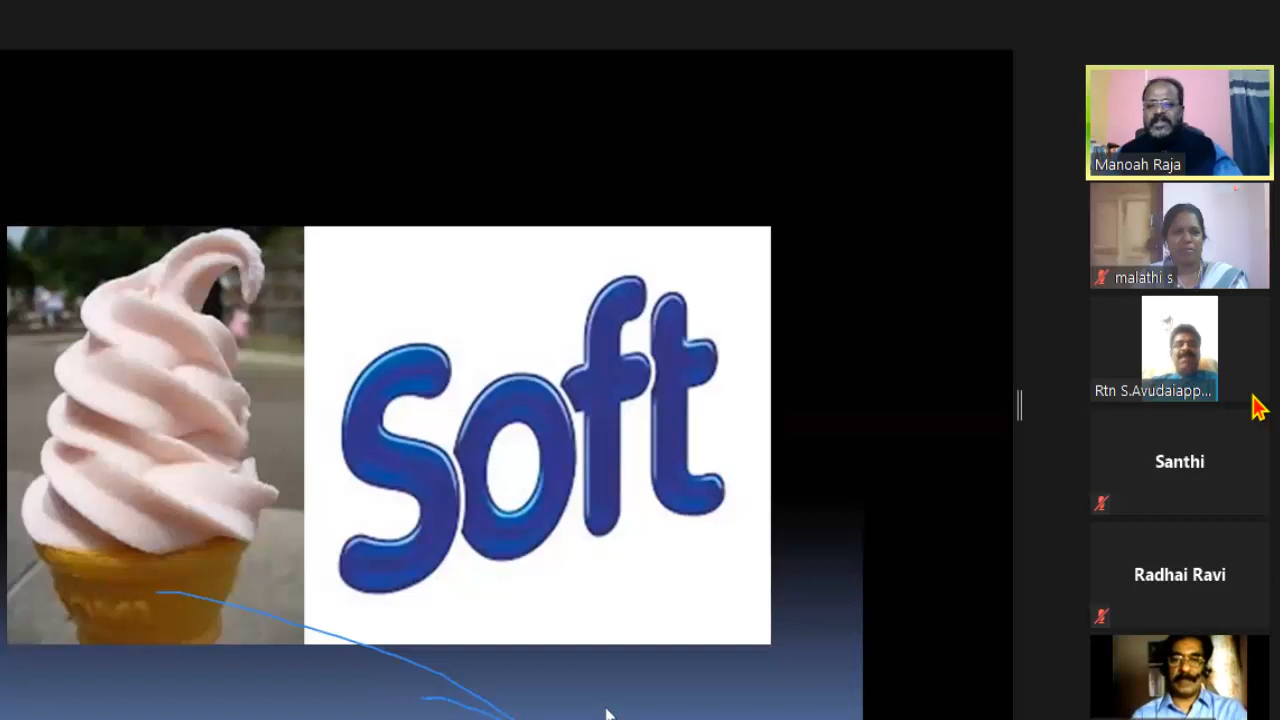 Soft
Manoah Raja
malathi s
Rtn S.Avudaiapp...
Santhi
Radhai Ravi